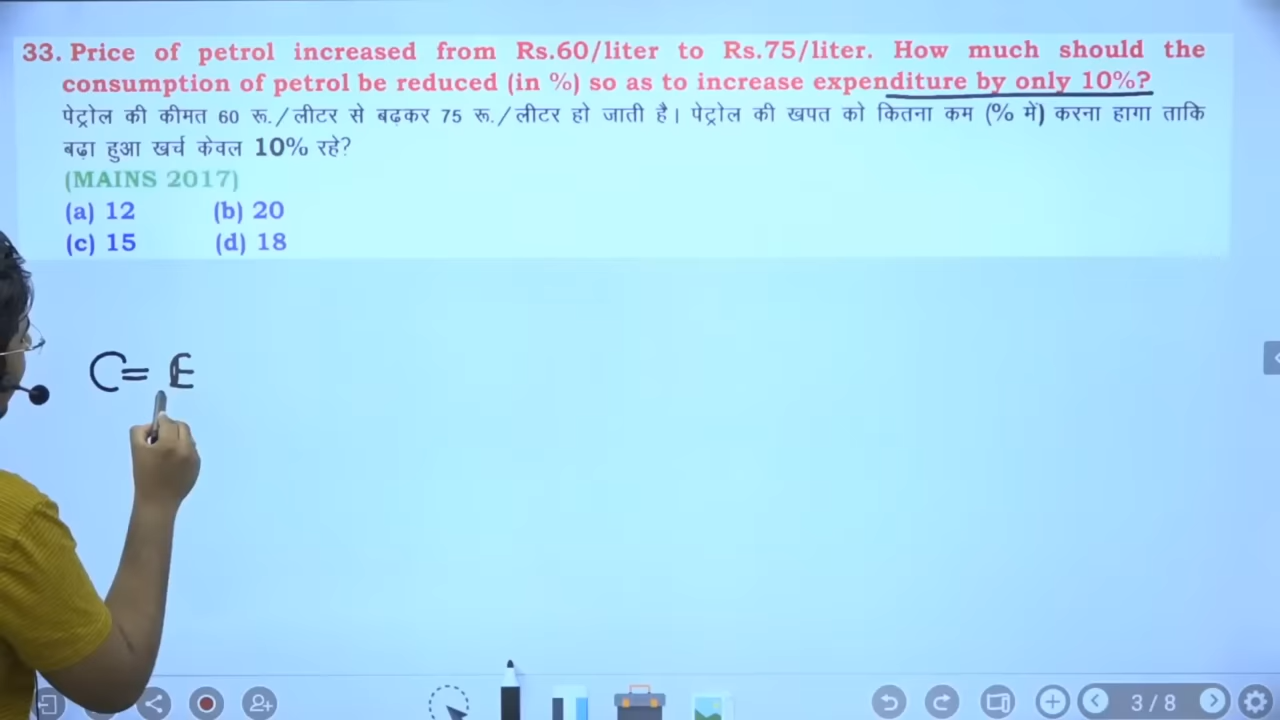 33. Price of petrol increased from Rs.60/liter to Rs.75/liter. How much should the
consumption of petrol be reduced (in %) so as to increase expenditure by only 10%?
पेट्रोल की कीमत 60 रू./लीटर से बढ़कर 75 रू./लीटर हो जाती है। पेट्रोल की खपत को कितना कम (% में) करना हागा ताकि
बढ़ा हुआ खर्च केवल 10% रहे?
(MAINS 2017)
(a) 12 (b) 20
(c) 15 (d) 18
C= E
3 / 8